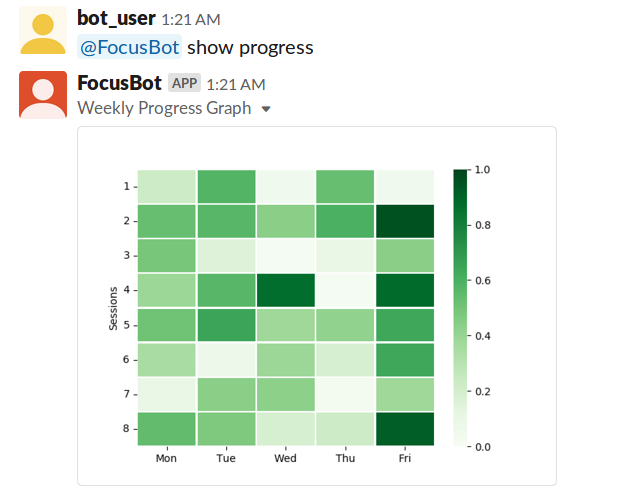 bot_user 1:21 AM
@FocusBot show progress
FocusBot APP 1:21 AM
Weekly Progress Graph
Sessions
1
2
3
4
5
6
7
8
Mon Tue Wed Thu Fri
1.0
0.8
0.6
0.4
0.2
0.0